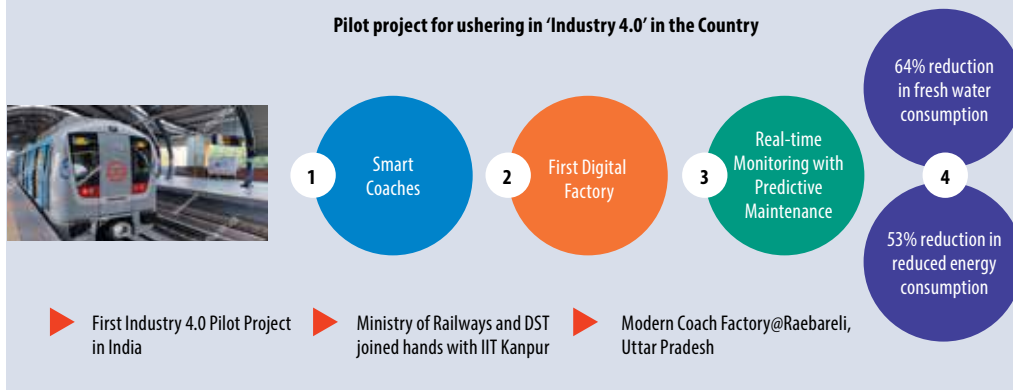 Pilot project for ushering in ‘Industry 4.0’ in the Country
1
Smart
Coaches
2
First Digital
Factory
3
Real-time
Monitoring with
Predictive
Maintenance
64% reduction
in fresh water
consumption
4
53% reduction in
reduced energy
consumption
First Industry 4.0 Pilot Project
in India
Ministry of Railways and DST
joined hands with IIT Kanpur
Modern Coach Factory@Raebareli,
Uttar Pradesh